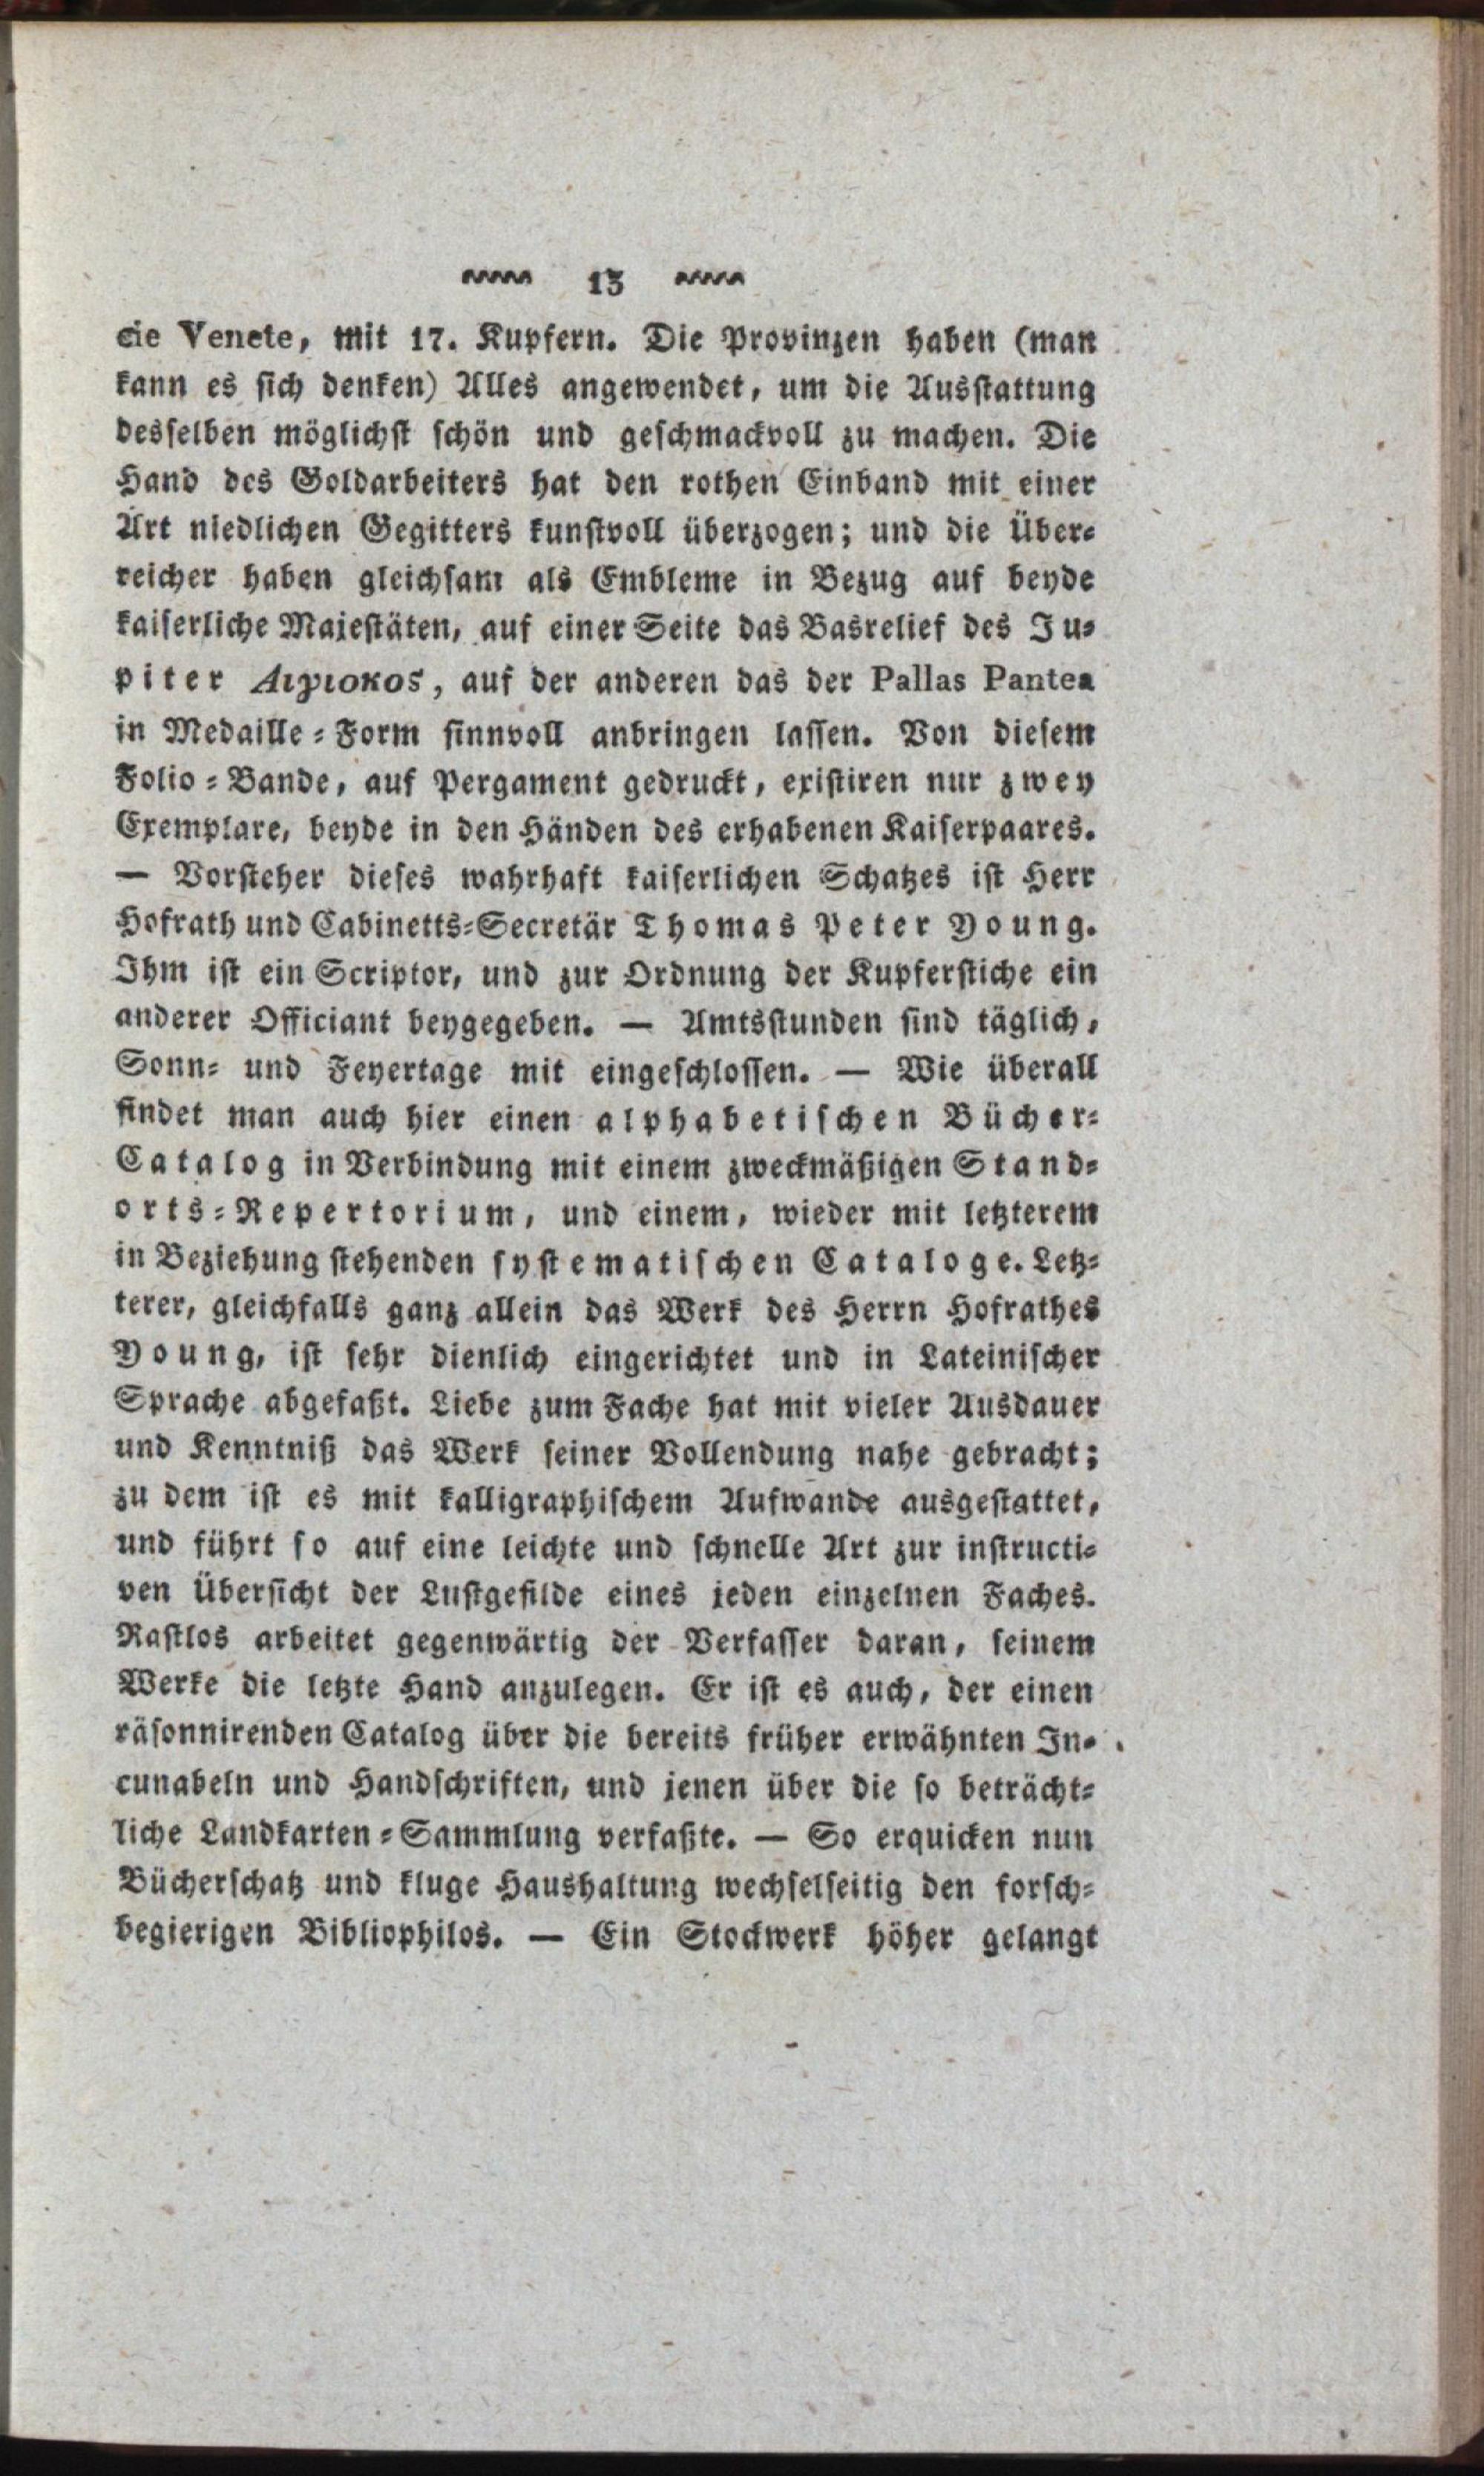 13
cie Venete, mit 17. Kupfern. Die Provinzen haben (man
kann es sich denken) Alles angewendet, um die Ausstattung
desselben möglichst schön und geschmackvoll zu machen. Die
Hand des Goldarbeiters hat den rothen Einband mit einer
Art niedlichen Gegitters kunstvoll überzogen; und die Über-
reicher haben gleichsam als Embleme in Bezug auf beyde
kaiserliche Majestäten, auf einer Seite das Basrelief des Ju-
piter Αιγιοκος, auf der anderen das der Pallas Pantea
in Medaille-Form sinnvoll anbringen lassen. Von diesem
Folio-Bande, auf Pergament gedruckt, existiren nur zwey
Exemplare, beyde in den Händen des erhabenen Kaiserpaares.
— Vorsteher dieses wahrhaft kaiserlichen Schatzes ist Herr
Hofrath und Cabinetts-Secretär Thomas Peter Young.
Ihm ist ein Scriptor, und zur Ordnung der Kupferstiche ein
anderer Officiant beygegeben. — Amtsstunden sind täglich,
Sonn- und Feyertage mit eingeschlossen. — Wie überall
findet man auch hier einen alphabetischen Bücher-
Catalog in Verbindung mit einem zweckmäßigen Stand-
orts-Repertorium, und einem, wieder mit letzterem
in Beziehung stehenden systematischen Cataloge. Letz-
terer, gleichfalls ganz allein das Werk des Herrn Hofrathes
Young, ist sehr dienlich eingerichtet und in Lateinischer
Sprache abgefaßt. Liebe zum Fache hat mit vieler Ausdauer
und Kenntniß das Werk seiner Vollendung nahe gebracht;
zu dem ist es mit kalligraphischem Aufwande ausgestattet,
und führt so auf eine leichte und schnelle Art zur instructi-
ven Übersicht der Lustgefilde eines jeden einzelnen Faches.
Rastlos arbeitet gegenwärtig der Verfasser daran, seinem
Werke die letzte Hand anzulegen. Er ist es auch, der einen
räsonnirenden Catalog über die bereits früher erwähnten In-
cunabeln und Handschriften, und jenen über die so beträcht-
liche Landkarten-Sammlung verfaßte. — So erquicken nun
Bücherschatz und kluge Haushaltung wechselseitig den forsch-
begierigen Bibliophilos. — Ein Stockwerk höher gelangt